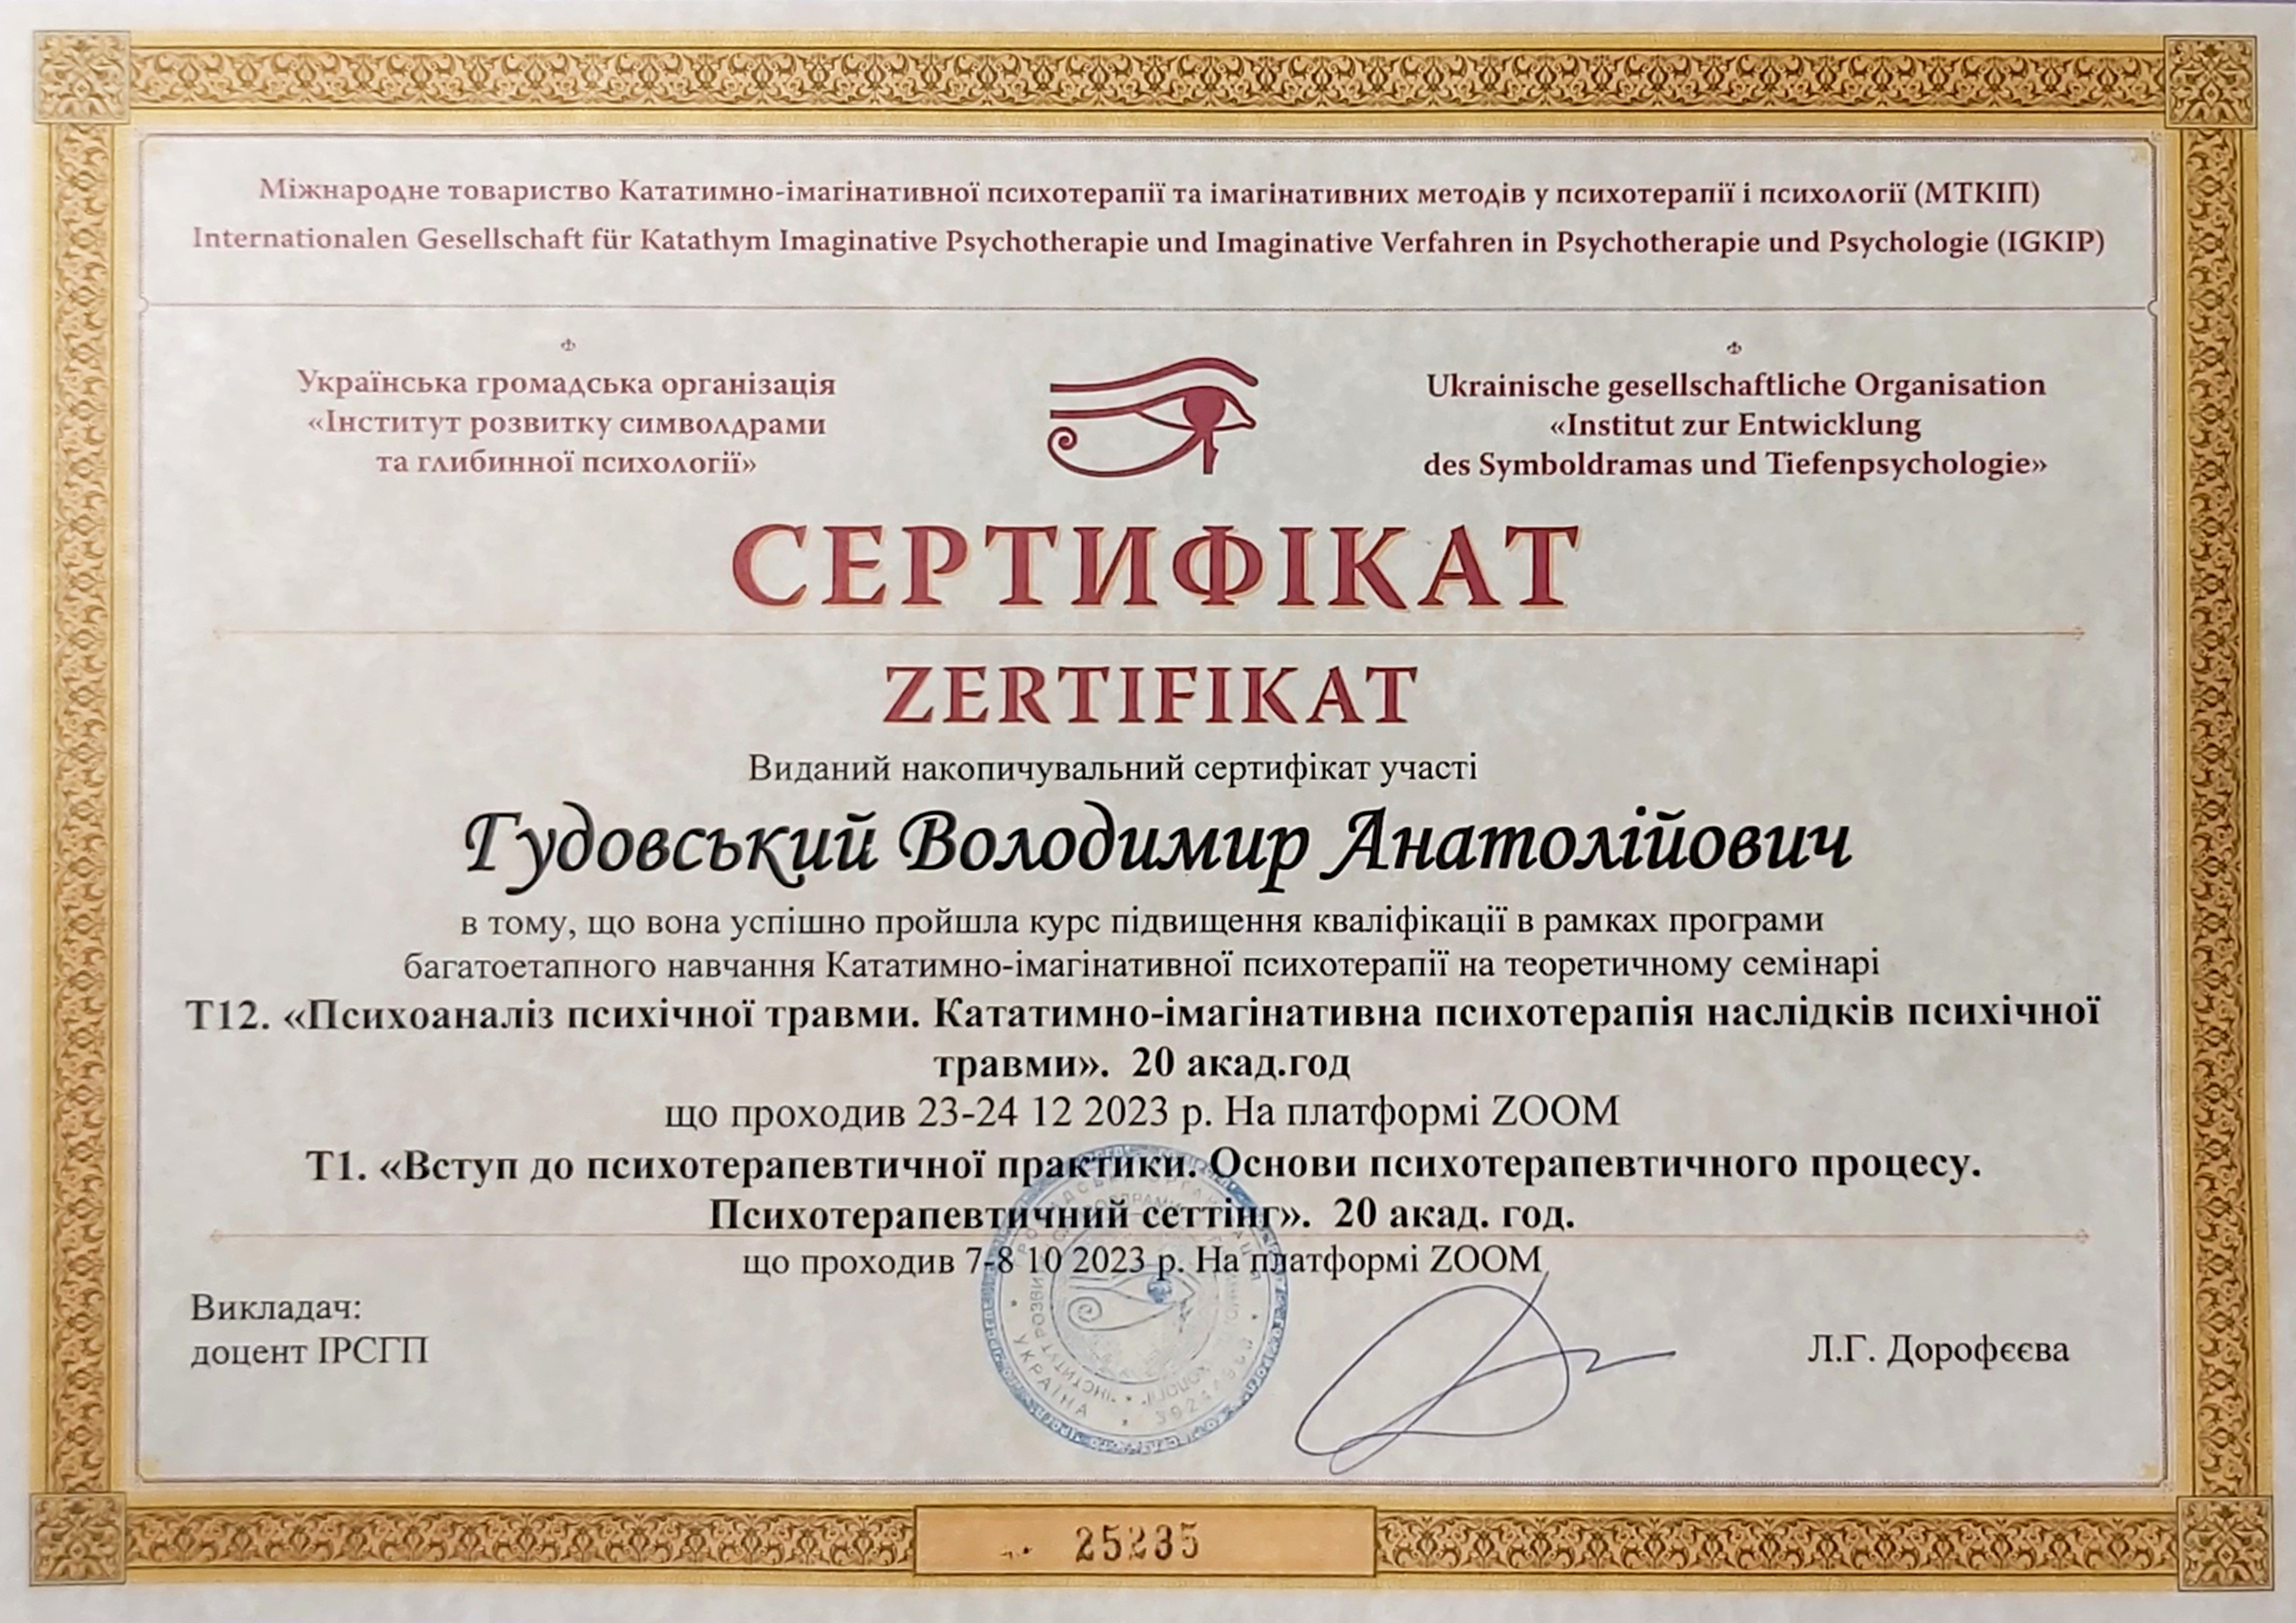 Міжнародне товариство Кататимно-імагінативної психотерапії та імагінативних методів у психотерапії і психології (МТКІП)
Internationalen Gesellschaft für Katathym Imaginative Psychotherapie und Imaginative Verfahren in Psychotherapie und Psychologie (IGKIP)
Українська громадська організація
«Інститут розвитку символдрами
та глибинної психології»
Ukrainische gesellschaftliche Organisation
«Institut zur Entwicklung
des Symboldramas und Tiefenpsychologie»
СЕРТИФІКАТ
ZERTIFIKAT
Виданий накопичувальний сертифікат участі
Гудовський Володимир Анатолійович
в тому, що вона успішно пройшла курс підвищення кваліфікації в рамках програми
багатоетапного навчання Кататимно-імагінативної психотерапії на теоретичному семінарі
Т12. «Психоаналіз психічної травми. Кататимно-імагінативна психотерапія наслідків психічної
травми». 20 акад.год
що проходив 23-24 12 2023 р. На платформі ZOOM
Т1. «Вступ до психотерапевтичної практики. Основи психотерапевтичного процесу.
Психотерапевтичний сеттінг». 20 акад. год.
що проходив 7-8 10 2023 р. На платформі ZOOM
Викладач:
доцент ІРСГП
Л.Г. Дорофєєва
УКРАЇНА
25235